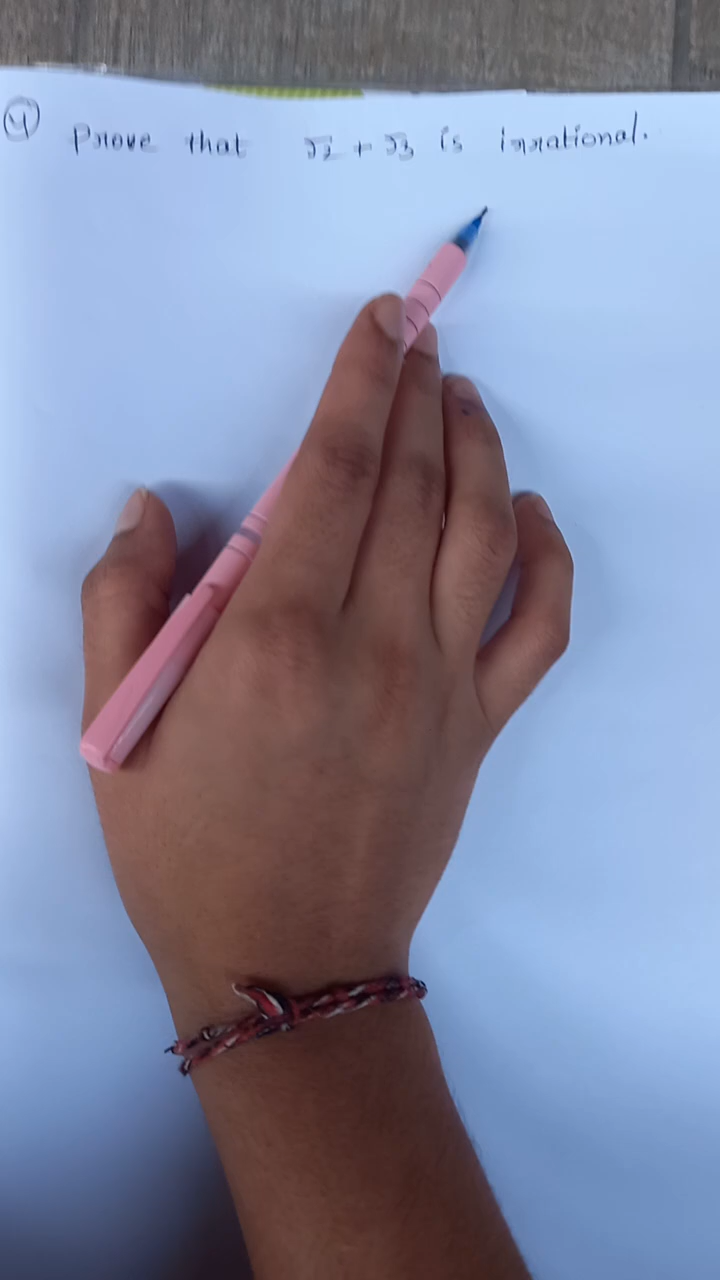 ④ Prove that √2 + √3 is irrational.